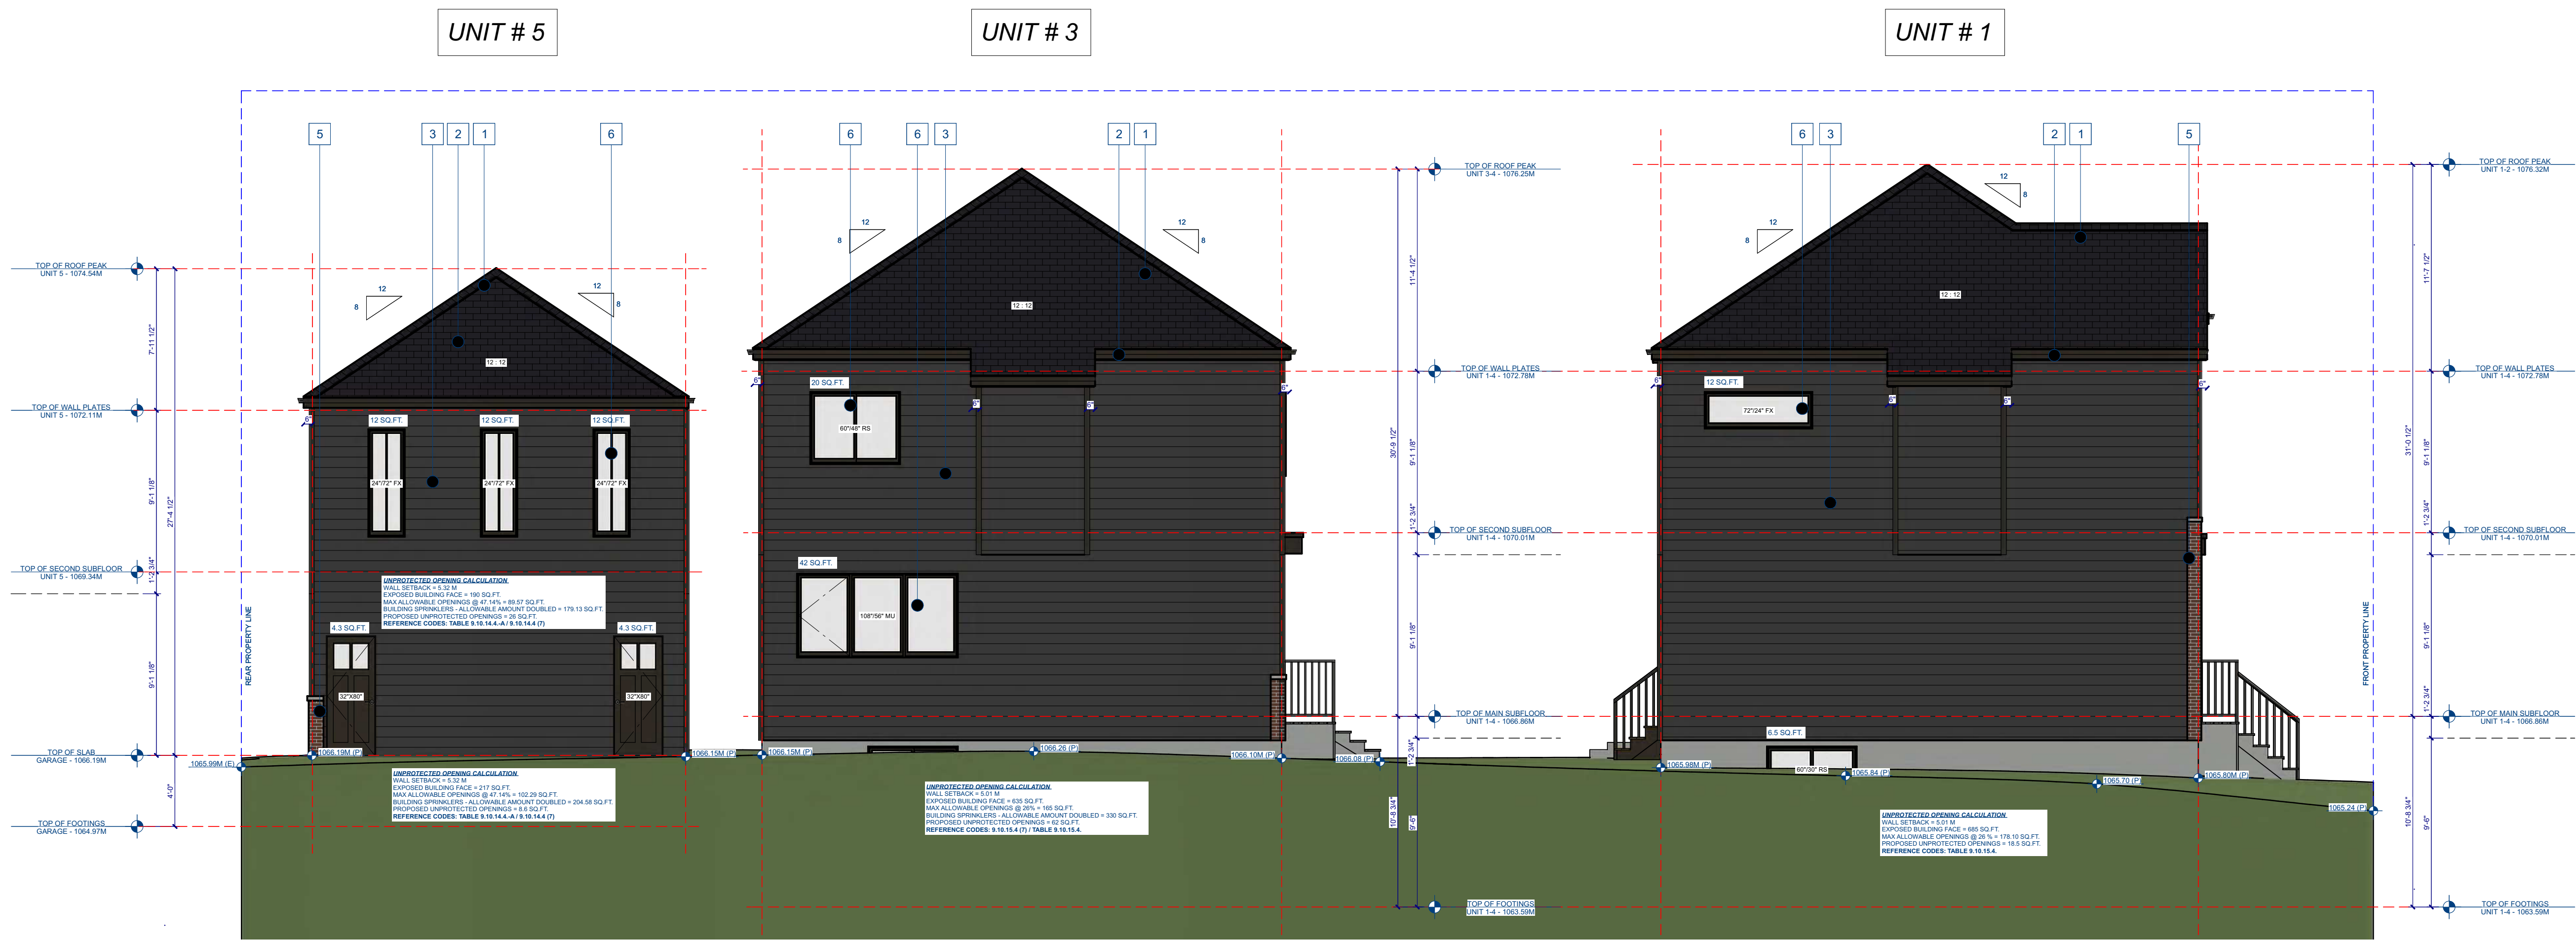 UNIT # 5
UNIT # 3
UNIT # 1
5
3
2
1
6
6
6
3
2
1
6
3
2
1
5
TOP OF ROOF PEAK
UNIT 5 - 1074.54M
TOP OF WALL PLATES
UNIT 5 - 1072.11M
TOP OF SECOND SUBFLOOR
UNIT 5 - 1069.34M
TOP OF SLAB
GARAGE - 1066.19M
TOP OF FOOTINGS
GARAGE - 1064.97M
7'-11 1/2"
9'-1 1/8"
1'-2 3/4"
9'-1 1/8"
27'-4 1/2"
4'-0"
REAR PROPERTY LINE
12
8
12
8
12 : 12
6"
12 SQ.FT.
12 SQ.FT.
12 SQ.FT.
24"/72" FX
24"/72" FX
24"/72" FX
UNPROTECTED OPENING CALCULATION
WALL SETBACK = 5.32 M
EXPOSED BUILDING FACE = 190 SQ.FT.
MAX ALLOWABLE OPENINGS @ 47.14% = 89.57 SQ.FT.
BUILDING SPRINKLERS - ALLOWABLE AMOUNT DOUBLED = 179.13 SQ.FT.
PROPOSED UNPROTECTED OPENINGS = 26 SQ.FT.
REFERENCE CODES: TABLE 9.10.14.4.-A / 9.10.14.4 (7)
4.3 SQ.FT.
4.3 SQ.FT.
32"X80"
32"X80"
1065.99M (E)
1066.19M (P)
1066.15M (P)
UNPROTECTED OPENING CALCULATION
WALL SETBACK = 5.32 M
EXPOSED BUILDING FACE = 217 SQ.FT.
MAX ALLOWABLE OPENINGS @ 47.14% = 102.29 SQ.FT.
BUILDING SPRINKLERS - ALLOWABLE AMOUNT DOUBLED = 204.58 SQ.FT.
PROPOSED UNPROTECTED OPENINGS = 8.6 SQ.FT.
REFERENCE CODES: TABLE 9.10.14.4.-A / 9.10.14.4 (7)
12
8
12
8
12 : 12
6"
6"
6"
6"
20 SQ.FT.
60"/48" RS
42 SQ.FT.
108"/56" MU
1066.15M (P)
1066.26 (P)
1066.10M (P)
1066.08 (P)
UNPROTECTED OPENING CALCULATION
WALL SETBACK = 5.01 M
EXPOSED BUILDING FACE = 635 SQ.FT.
MAX ALLOWABLE OPENINGS @ 26% = 165 SQ.FT.
BUILDING SPRINKLERS - ALLOWABLE AMOUNT DOUBLED = 330 SQ.FT.
PROPOSED UNPROTECTED OPENINGS = 62 SQ.FT.
REFERENCE CODES: 9.10.15.4 (7) / TABLE 9.10.15.4.
11'-4 1/2"
30'-9 1/2"
9'-1 1/8"
1'-2 3/4"
9'-1 1/8"
1'-2 3/4"
10'-8 3/4"
9'-6"
TOP OF ROOF PEAK
UNIT 3-4 - 1076.25M
TOP OF WALL PLATES
UNIT 1-4 - 1072.78M
TOP OF SECOND SUBFLOOR
UNIT 1-4 - 1070.01M
TOP OF MAIN SUBFLOOR
UNIT 1-4 - 1066.86M
TOP OF FOOTINGS
UNIT 1-4 - 1063.59M
12
8
12
8
12 : 12
6"
6"
6"
6"
12 SQ.FT.
72"/24" FX
6.5 SQ.FT.
60"/30" RS
1065.98M (P)
1065.84 (P)
1065.70 (P)
1065.80M (P)
1065.24 (P)
UNPROTECTED OPENING CALCULATION
WALL SETBACK = 5.01 M
EXPOSED BUILDING FACE = 685 SQ.FT.
MAX ALLOWABLE OPENINGS @ 26 % = 178.10 SQ.FT.
PROPOSED UNPROTECTED OPENINGS = 18.5 SQ.FT.
REFERENCE CODES: TABLE 9.10.15.4.
FRONT PROPERTY LINE
11'-7 1/2"
31'-0 1/2"
9'-1 1/8"
1'-2 3/4"
9'-1 1/8"
1'-2 3/4"
10'-8 3/4"
9'-6"
TOP OF ROOF PEAK
UNIT 1-2 - 1076.32M
TOP OF WALL PLATES
UNIT 1-4 - 1072.78M
TOP OF SECOND SUBFLOOR
UNIT 1-4 - 1070.01M
TOP OF MAIN SUBFLOOR
UNIT 1-4 - 1066.86M
TOP OF FOOTINGS
UNIT 1-4 - 1063.59M